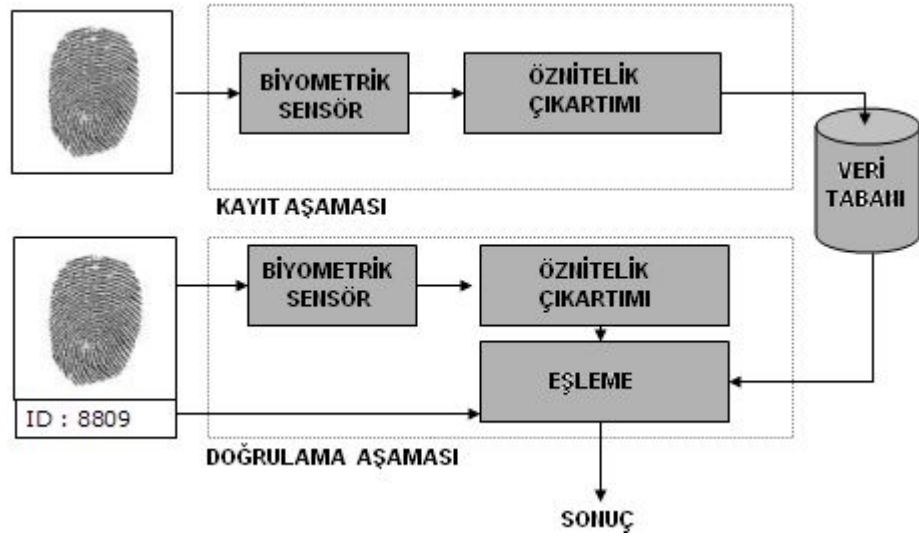 BİYOMETRİK
SENSÖR
ÖZNİTELİK
ÇIKARTIMI
VERİ
TABANI
KAYIT AŞAMASI
BİYOMETRİK
SENSÖR
ÖZNİTELİK
ÇIKARTIMI
EŞLEME
ID : 8809
DOĞRULAMA AŞAMASI
SONUÇ